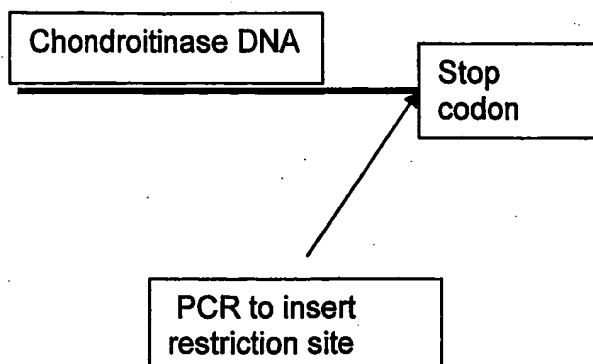 Chondroitinase DNA
Stop
codon
PCR to insert
restriction site